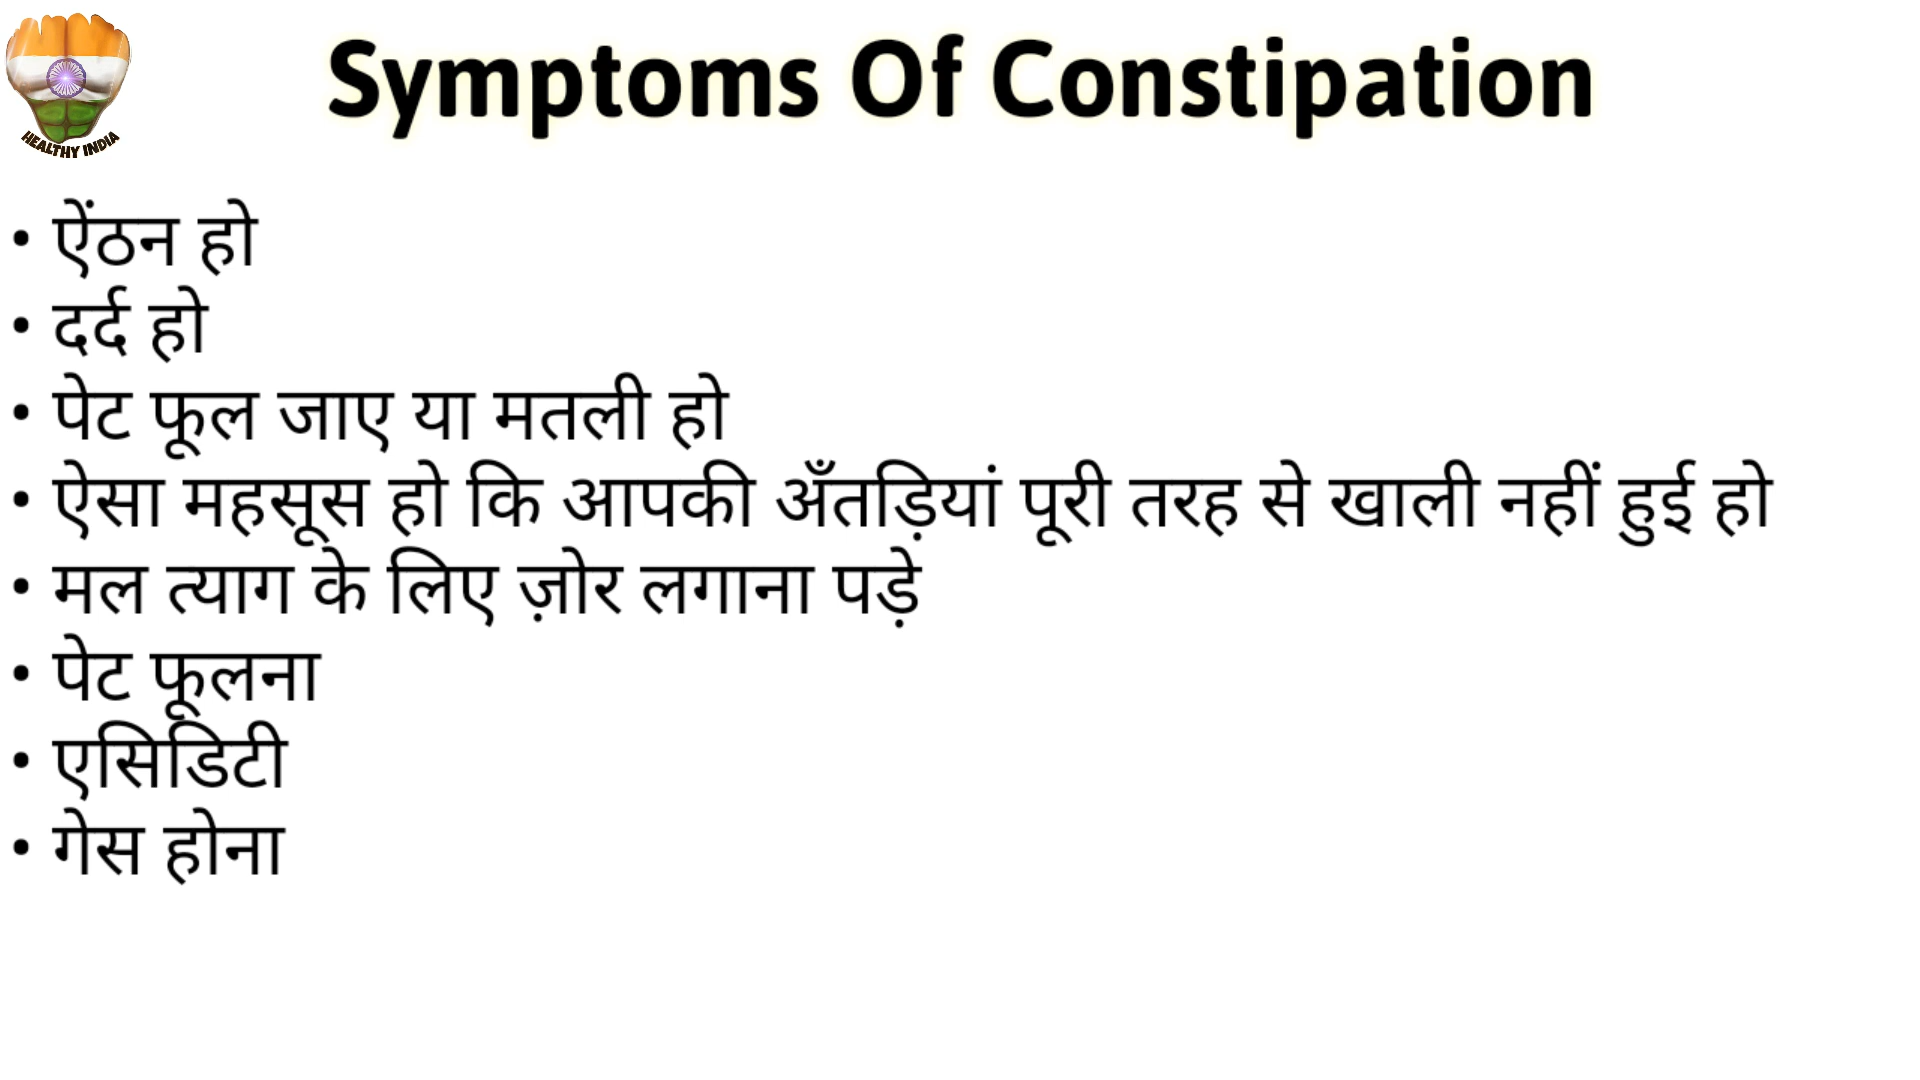 HEALTHY INDIA
Symptoms Of Constipation
• ऐंठन हो
• दर्द हो
• पेट फूल जाए या मतली हो
• ऐसा महसूस हो कि आपकी अँतड़ियां पूरी तरह से खाली नहीं हुई हो
• मल त्याग के लिए ज़ोर लगाना पड़े
• पेट फूलना
• एसिडिटी
• गेस होना